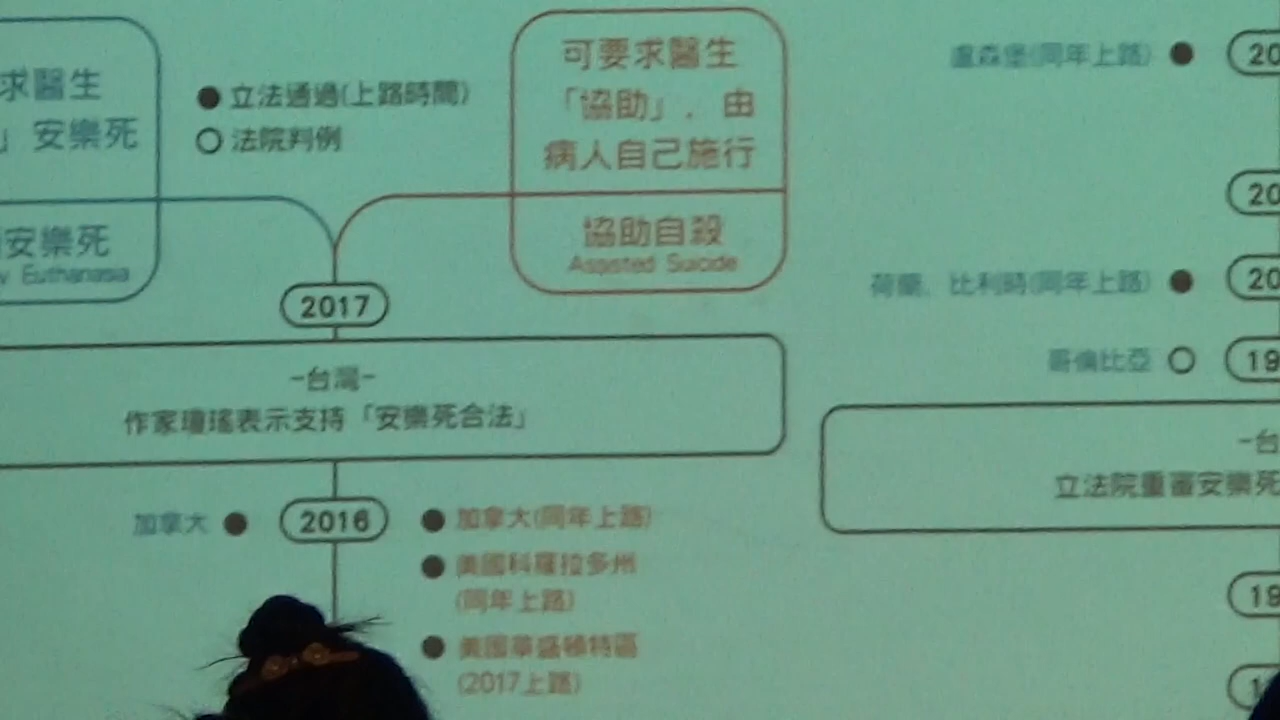 求醫生
」安樂死
安樂死
Euthanasia
立法通過(上路時間)
法院判例
可要求醫生
「協助」，由
病人自己施行
協助自殺
Assisted Suicide
2017
-台灣-
作家瓊瑤表示支持「安樂死合法」
加拿大
2016
加拿大(同年上路)
美國科羅拉多州
(同年上路)
美國華盛頓特區
(2017上路)
盧森堡(同年上路)
20
20
荷蘭、比利時(同年上路)
20
哥倫比亞
19
-台
立法院重審安樂死
19